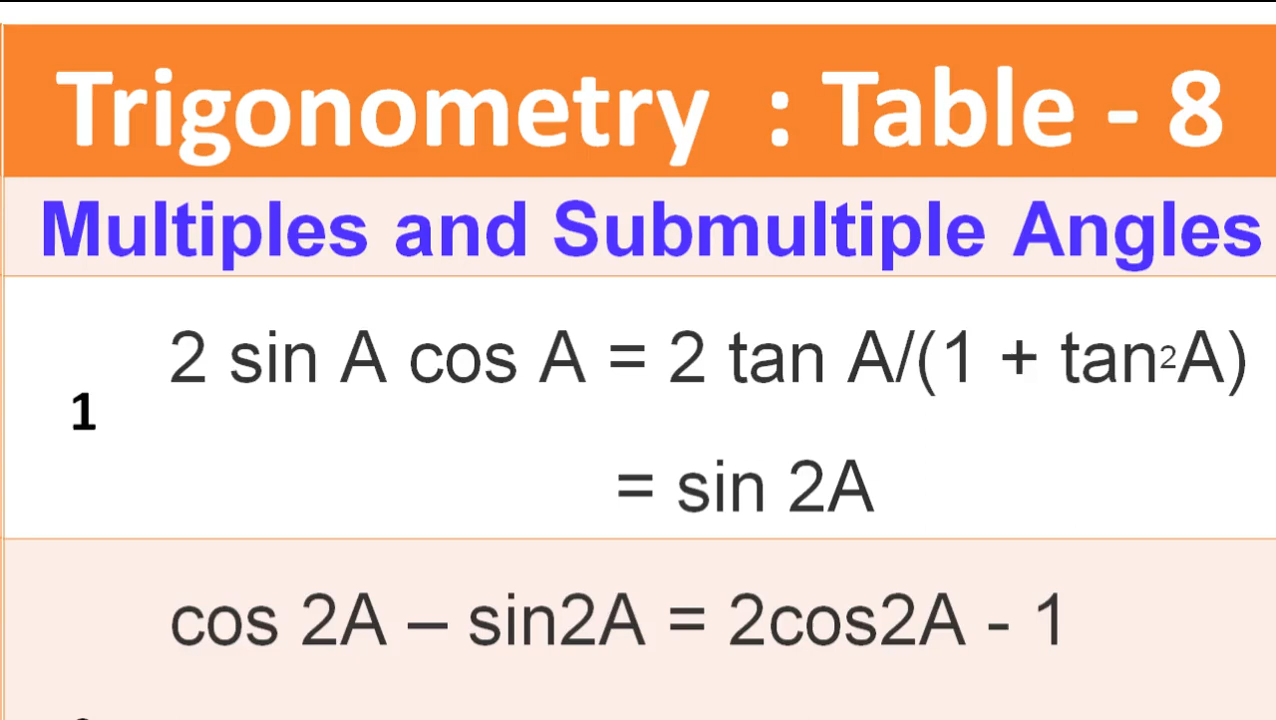 Trigonometry : Table - 8
Multiples and Submultiple Angles
2 sin A cos A = 2 tan A/(1 + tan²A)
1
= sin 2A
cos 2A – sin2A = 2cos2A - 1